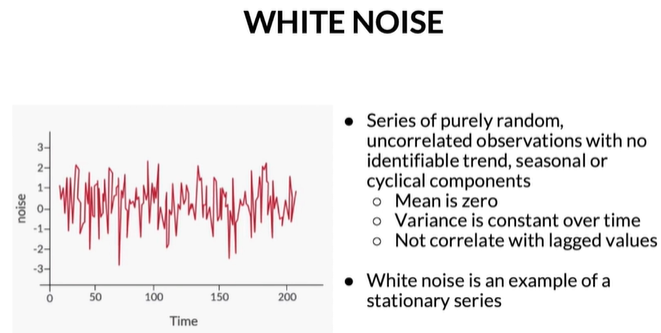 WHITE NOISE
3
2
1
0
-1
-2
-3
noise
0
50
100
150
200
Time
● Series of purely random,
uncorrelated observations with no
identifiable trend, seasonal or
cyclical components
○ Mean is zero
○ Variance is constant over time
○ Not correlate with lagged values
● White noise is an example of a
stationary series